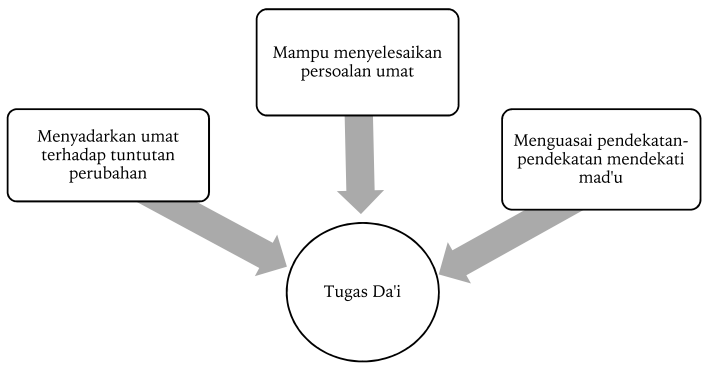 Mampu menyelesaikan
persoalan umat
Menyadarkan umat
terhadap tuntutan
perubahan
Menguasai pendekatan-
pendekatan mendekati
mad'u
Tugas Da'i